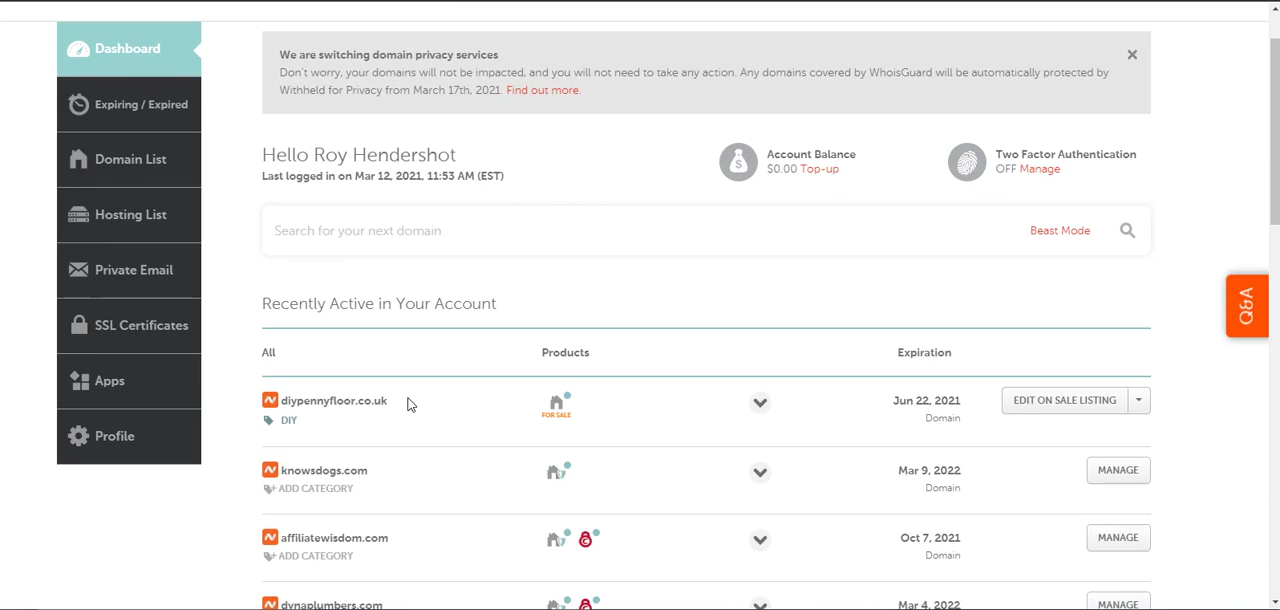 Dashboard
Expiring / Expired
Domain List
Hosting List
Private Email
SSL Certificates
Apps
Profile
We are switching domain privacy services
Don't worry, your domains will not be impacted, and you will not need to take any action. Any domains covered by WhoisGuard will be automatically protected by
Withheld for Privacy from March 17th, 2021. Find out more.
Hello Roy Hendershot
Last logged in on Mar 12, 2021, 11:53 AM (EST)
Account Balance
$0.00 Top-up
Two Factor Authentication
OFF Manage
Search for your next domain
Beast Mode
Q&A
Recently Active in Your Account
All Products Expiration
diypennyfloor.co.uk FOR SALE Jun 22, 2021 EDIT ON SALE LISTING
DIY Domain
knowsdogs.com Mar 9, 2022 MANAGE
ADD CATEGORY Domain
affiliatewisdom.com Oct 7, 2021 MANAGE
ADD CATEGORY Domain
dynaplumbers.com Mar 4, 2022 MANAGE